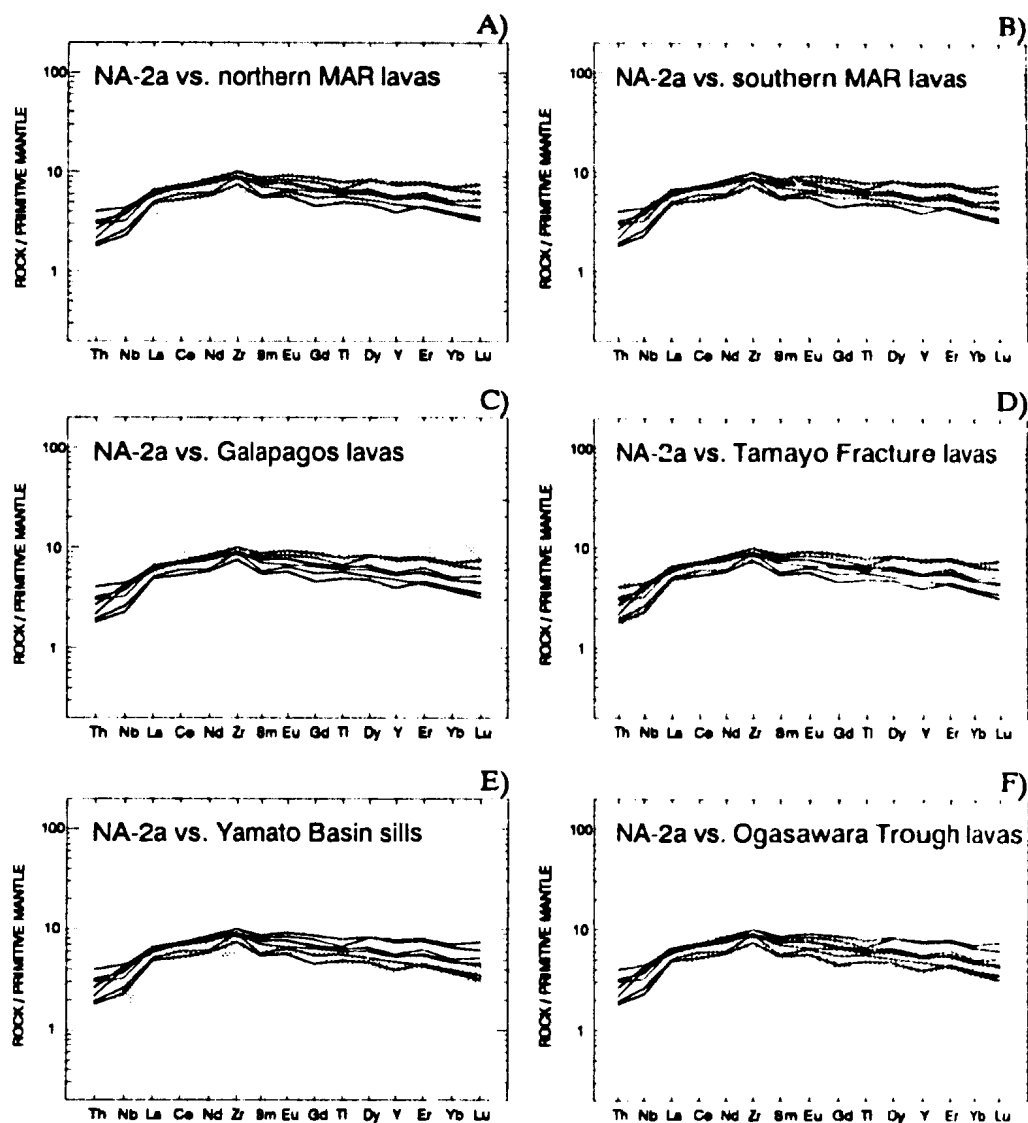 A)
NA-2a vs. northern MAR lavas
100
10
1
ROCK / PRIMITIVE MANTLE
Th Nb La Ce Nd Zr Sm Eu Gd Ti Dy Y Er Yb Lu
B)
NA-2a vs. southern MAR lavas
100
10
1
ROCK / PRIMITIVE MANTLE
Th Nb La Ce Nd Zr Sm Eu Gd Ti Dy Y Er Yb Lu
C)
NA-2a vs. Galapagos lavas
100
10
1
ROCK / PRIMITIVE MANTLE
Th Nb La Ce Nd Zr Sm Eu Gd Ti Dy Y Er Yb Lu
D)
NA-2a vs. Tamayo Fracture lavas
100
10
1
ROCK / PRIMITIVE MANTLE
Th Nb La Ce Nd Zr Sm Eu Gd Ti Dy Y Er Yb Lu
E)
NA-2a vs. Yamato Basin sills
100
10
1
ROCK / PRIMITIVE MANTLE
Th Nb La Ce Nd Zr Sm Eu Gd Ti Dy Y Er Yb Lu
F)
NA-2a vs. Ogasawara Trough lavas
100
10
1
ROCK / PRIMITIVE MANTLE
Th Nb La Ce Nd Zr Sm Eu Gd Ti Dy Y Er Yb Lu